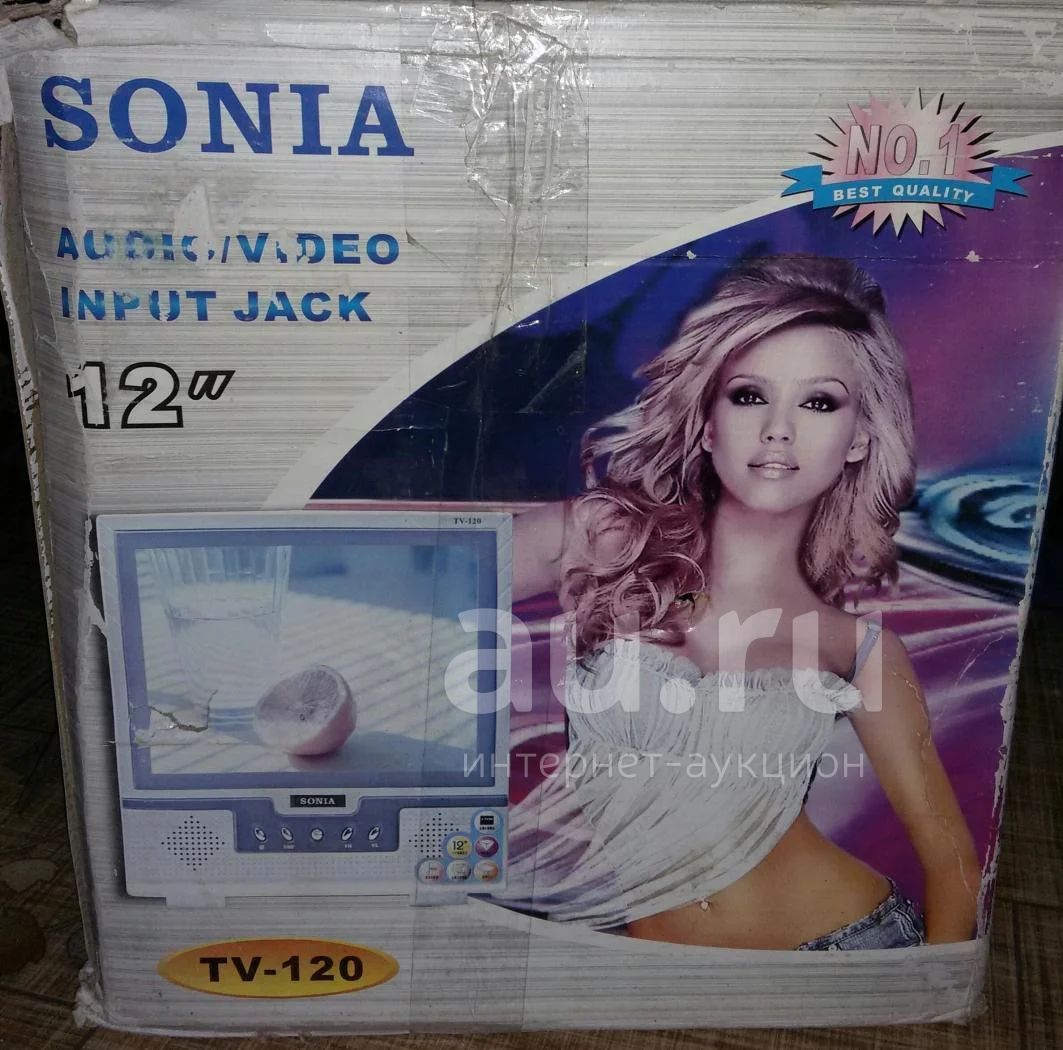 SONIA
NO.1
BEST QUALITY
AUDIO/VIDEO
INPUT JACK
12"
TV-120
au.ru
интернет-аукцион
SONIA
12"
TV-120